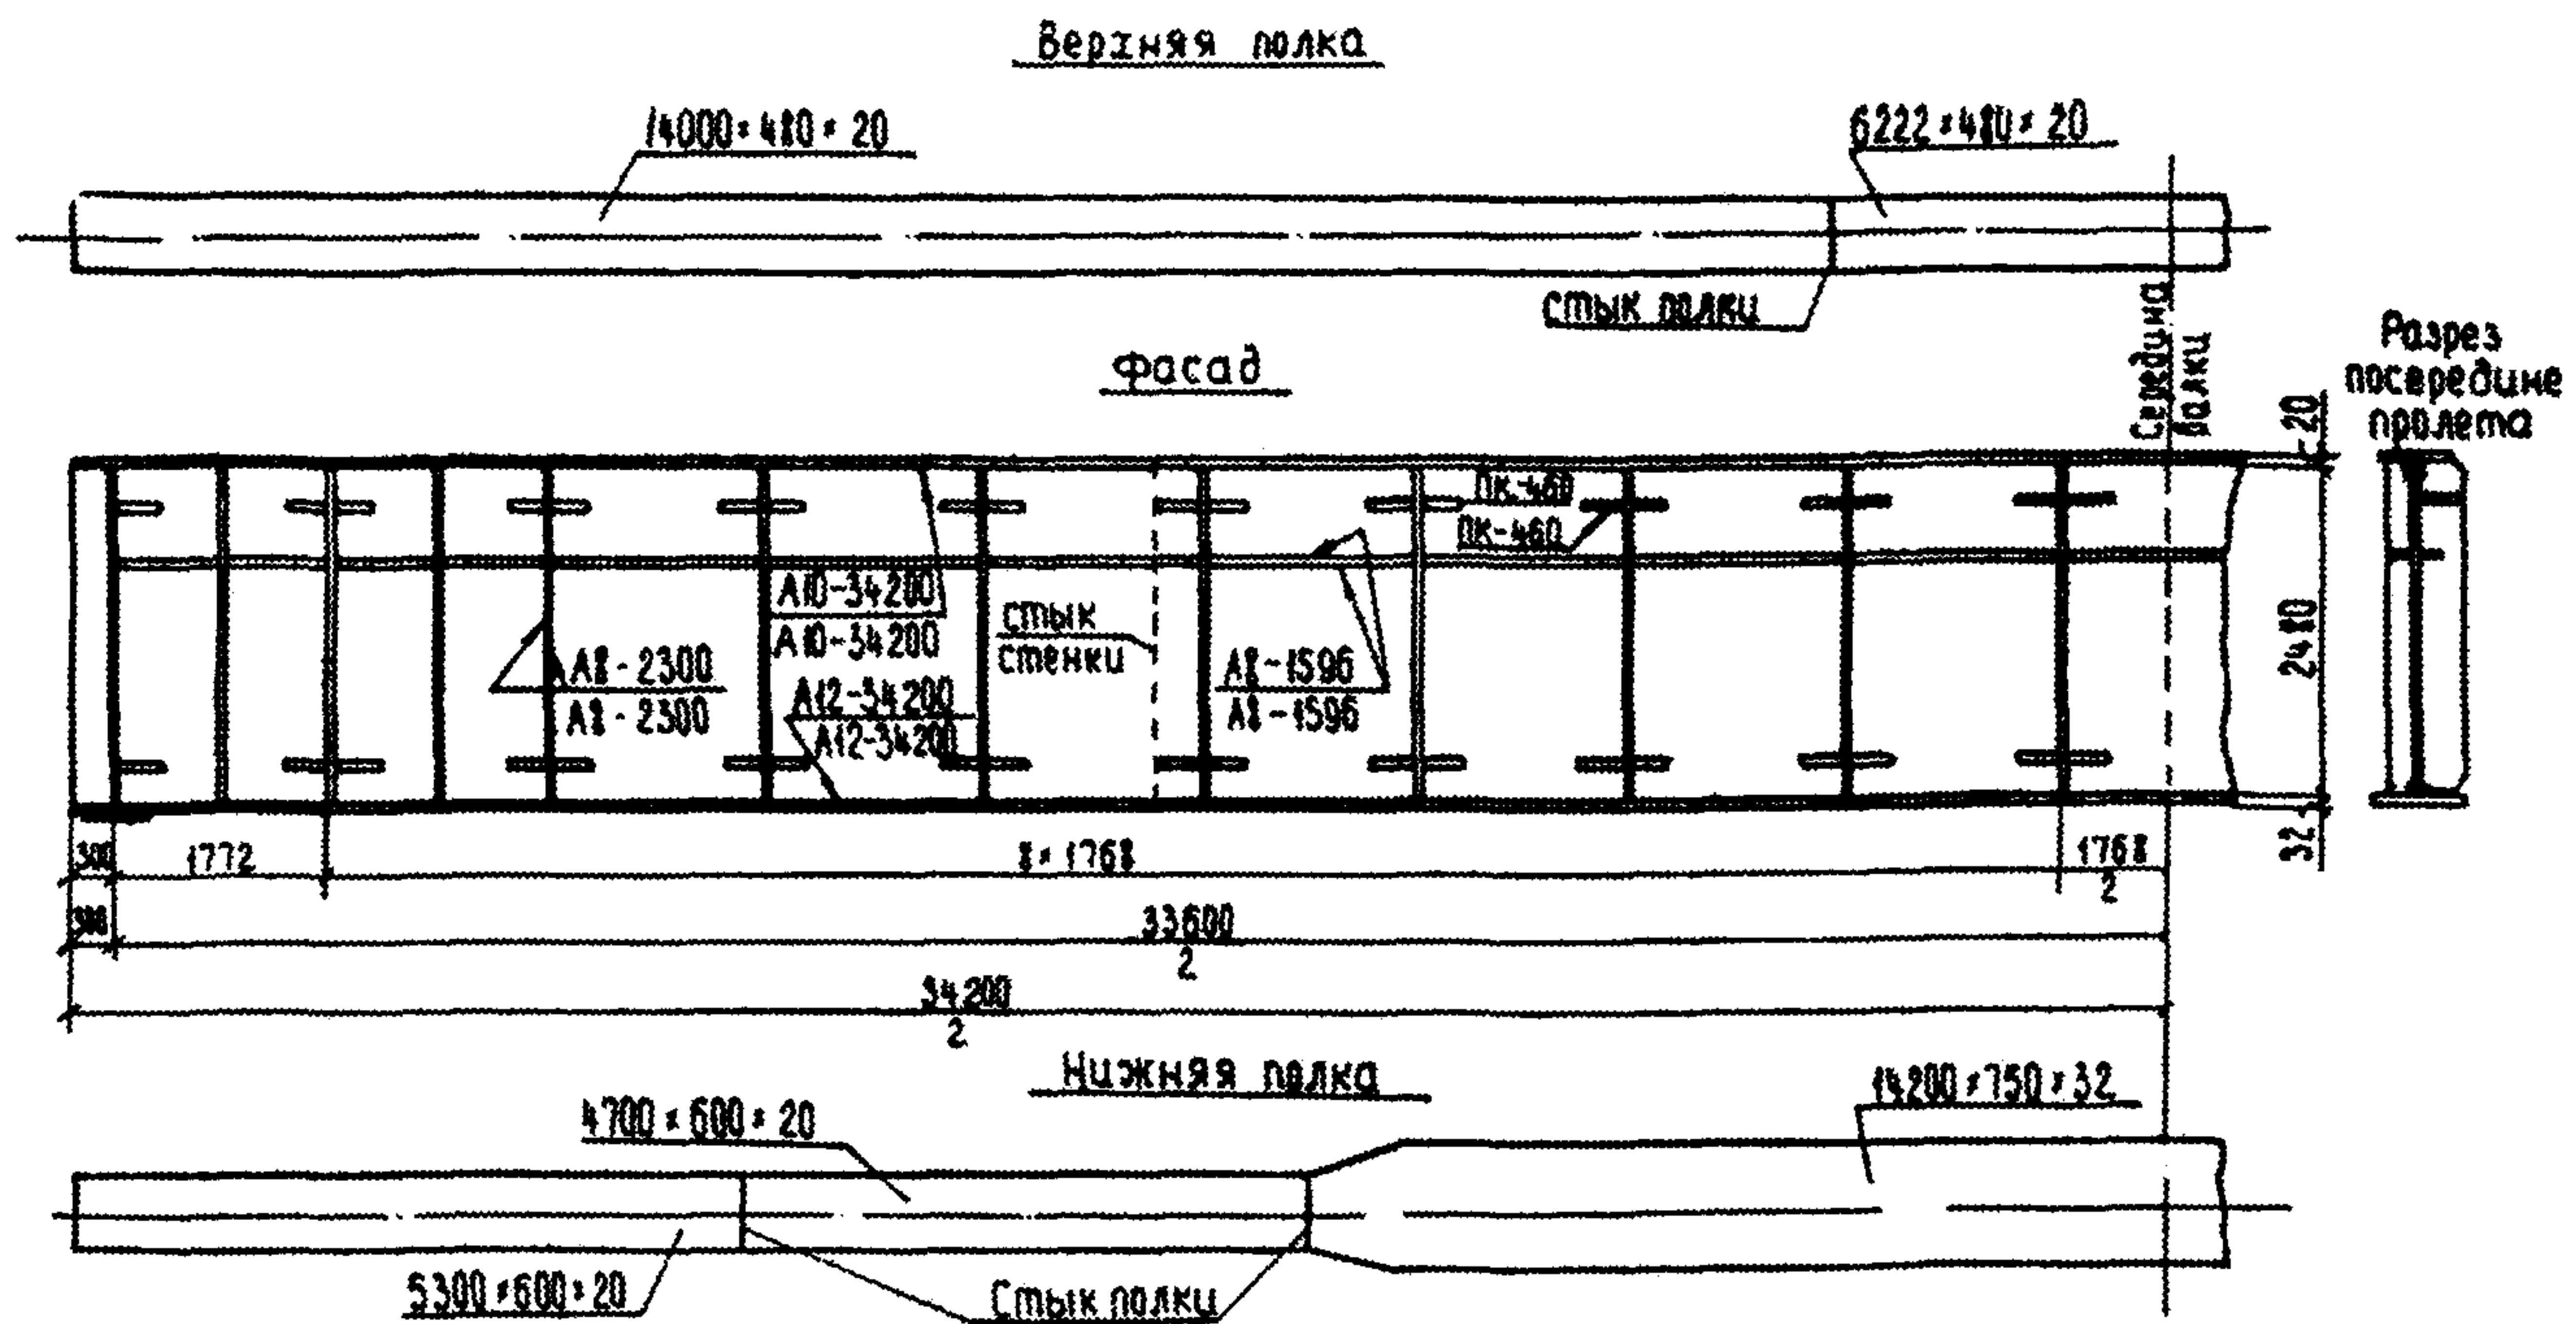 Верхняя полка
14000×480×20
6222×480×20
стык полки
Середина
балки
Фасад
Разрез
посередине
пролета
20
ПК-460
ПК-460
А10-34200
А10-34200
стык
стенки
А8-2300
А8-2300
А12-34200
А12-34200
А8-1596
А8-1596
2480
32
300
1772
8×1768
1768
2
300
33600
2
34200
2
Нижняя полка
4700×600×20
14200×750×32
5300×600×20
Стык полки